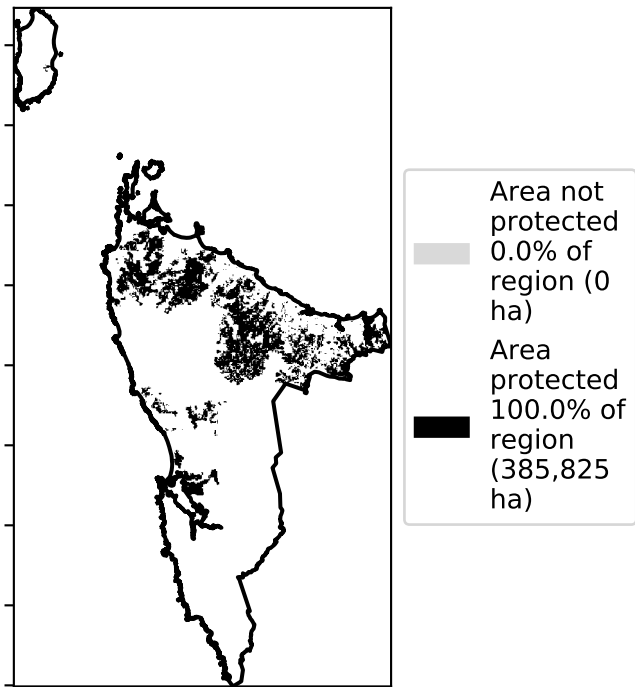 Area not
protected
0.0% of
region (0
ha)
Area
protected
100.0% of
region
(385,825
ha)